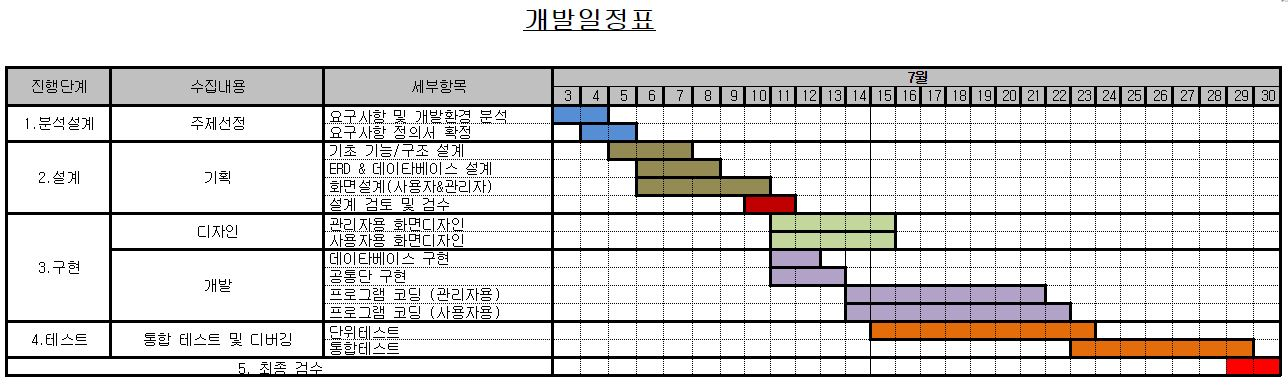 개발일정표
진행단계 수집내용 세부항목 7월
3 4 5 6 7 8 9 10 11 12 13 14 15 16 17 18 19 20 21 22 23 24 25 26 27 28 29 30
1.분석설계 주제선정 요구사항 및 개발환경 분석
요구사항 정의서 확정
2.설계 기획 기초 기능/구조 설계
ERD & 데이타베이스 설계
화면설계(사용자&관리자)
설계 검토 및 검수
3.구현 디자인 관리자용 화면디자인
사용자용 화면디자인
개발 데이타베이스 구현
공통단 구현
프로그램 코딩 (관리자용)
프로그램 코딩 (사용자용)
4.테스트 통합 테스트 및 디버깅 단위테스트
통합테스트
5. 최종 검수